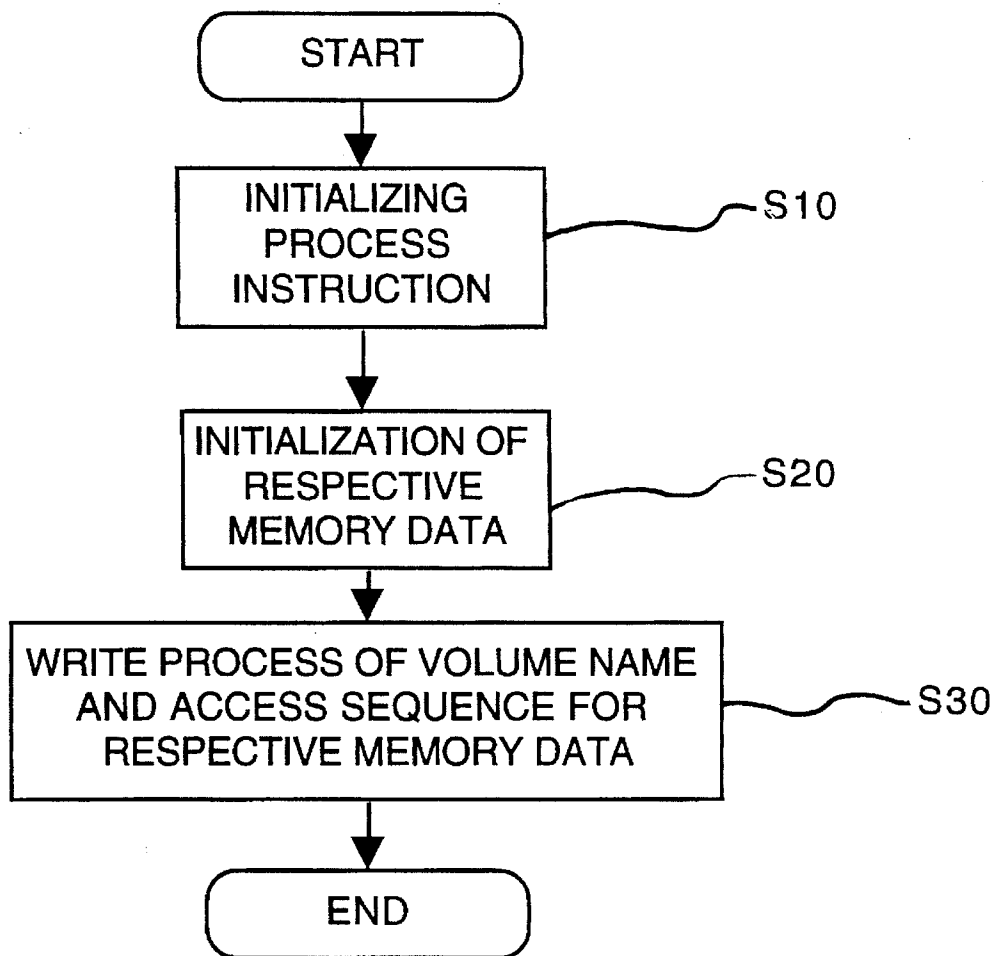 START
INITIALIZING
PROCESS
INSTRUCTION
S10
INITIALIZATION OF
RESPECTIVE
MEMORY DATA
S20
WRITE PROCESS OF VOLUME NAME
AND ACCESS SEQUENCE FOR
RESPECTIVE MEMORY DATA
S30
END